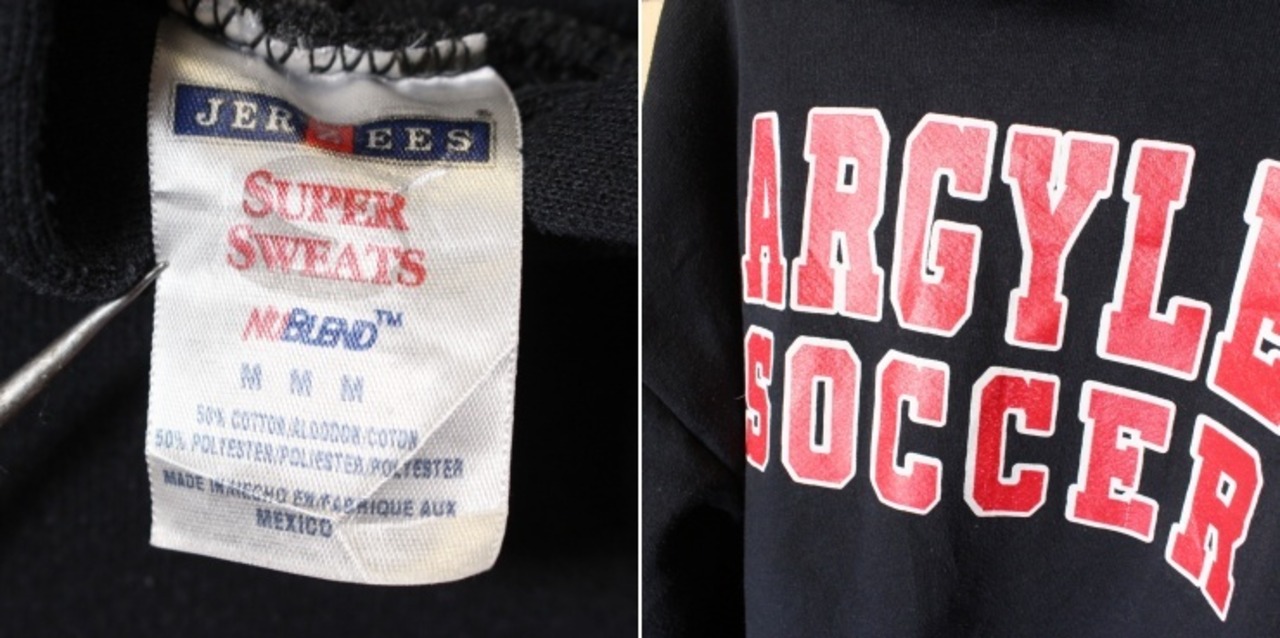 JERZEES™
SUPER
SWEATS
NUBLEND™
M M M
50% COTTON/ALGODON/COTON
50% POLYESTER/POLIESTER/POLYESTER
MADE IN/HECHO EN/FABRIQUE AUX
MEXICO
ARGYLE
SOCCER